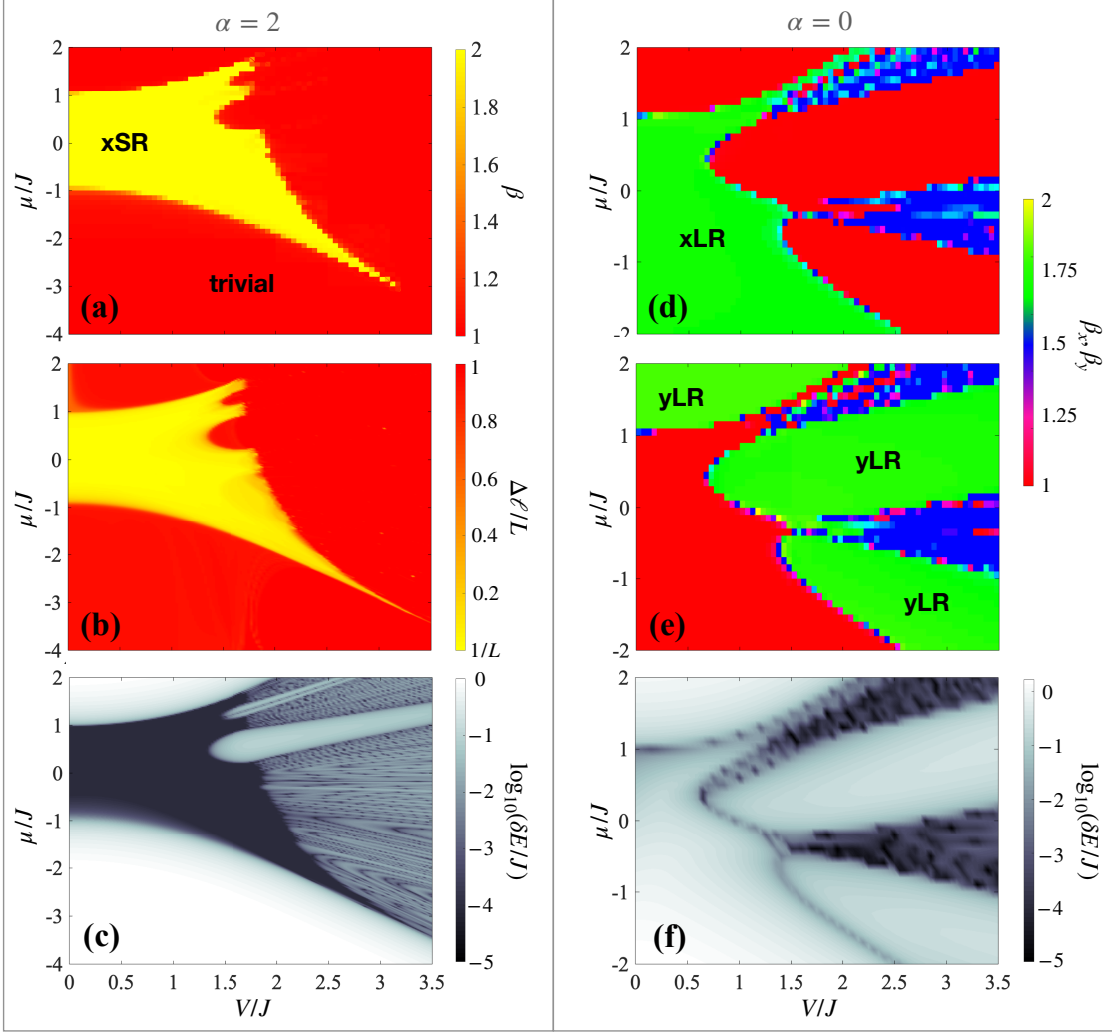 α = 2
2
1
0
-1
-2
-3
-4
μ/J
xSR
trivial
(a)
2
1.8
1.6
1.4
1.2
1
β
2
1
0
-1
-2
-3
-4
μ/J
(b)
1
0.8
0.6
0.4
0.2
1/L
Δℓ/L
2
1
0
-1
-2
-3
-4
μ/J
(c)
0
0.5
1
1.5
2
2.5
3
3.5
V/J
0
−1
−2
−3
−4
−5
log₁₀(δE/J)
α = 0
2
1
0
-1
-2
μ/J
xLR
(d)
2
1
0
-1
-2
μ/J
yLR
yLR
yLR
(e)
2
1.75
1.5
1.25
1
βₓ, βᵧ
2
1
0
-1
-2
μ/J
(f)
0
0.5
1
1.5
2
2.5
3
3.5
V/J
0
−1
−2
−3
−4
−5
log₁₀(δE/J)